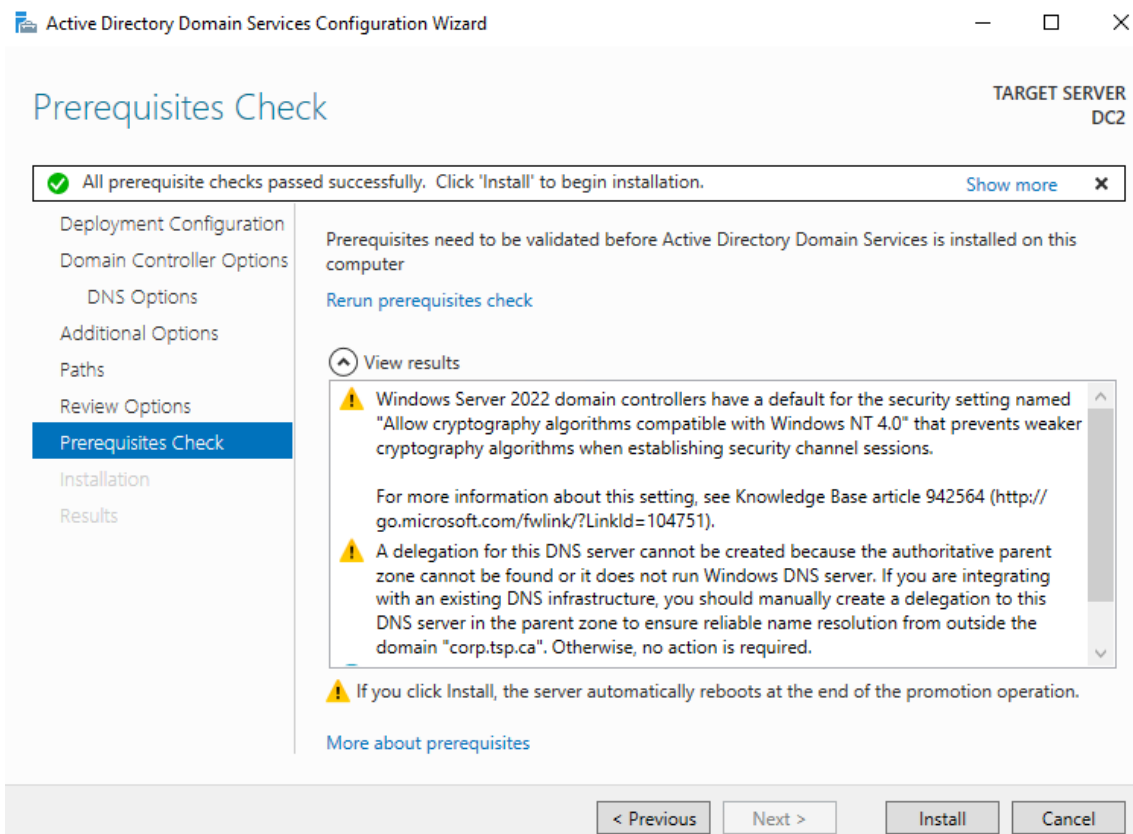 Active Directory Domain Services Configuration Wizard
Prerequisites Check
TARGET SERVER
DC2
All prerequisite checks passed successfully. Click 'Install' to begin installation.
Show more
Deployment Configuration
Domain Controller Options
DNS Options
Additional Options
Paths
Review Options
Prerequisites Check
Installation
Results
Prerequisites need to be validated before Active Directory Domain Services is installed on this
computer
Rerun prerequisites check
View results
Windows Server 2022 domain controllers have a default for the security setting named
"Allow cryptography algorithms compatible with Windows NT 4.0" that prevents weaker
cryptography algorithms when establishing security channel sessions.
For more information about this setting, see Knowledge Base article 942564 (http://
go.microsoft.com/fwlink/?LinkId=104751).
A delegation for this DNS server cannot be created because the authoritative parent
zone cannot be found or it does not run Windows DNS server. If you are integrating
with an existing DNS infrastructure, you should manually create a delegation to this
DNS server in the parent zone to ensure reliable name resolution from outside the
domain "corp.tsp.ca". Otherwise, no action is required.
If you click Install, the server automatically reboots at the end of the promotion operation.
More about prerequisites
< Previous
Next >
Install
Cancel